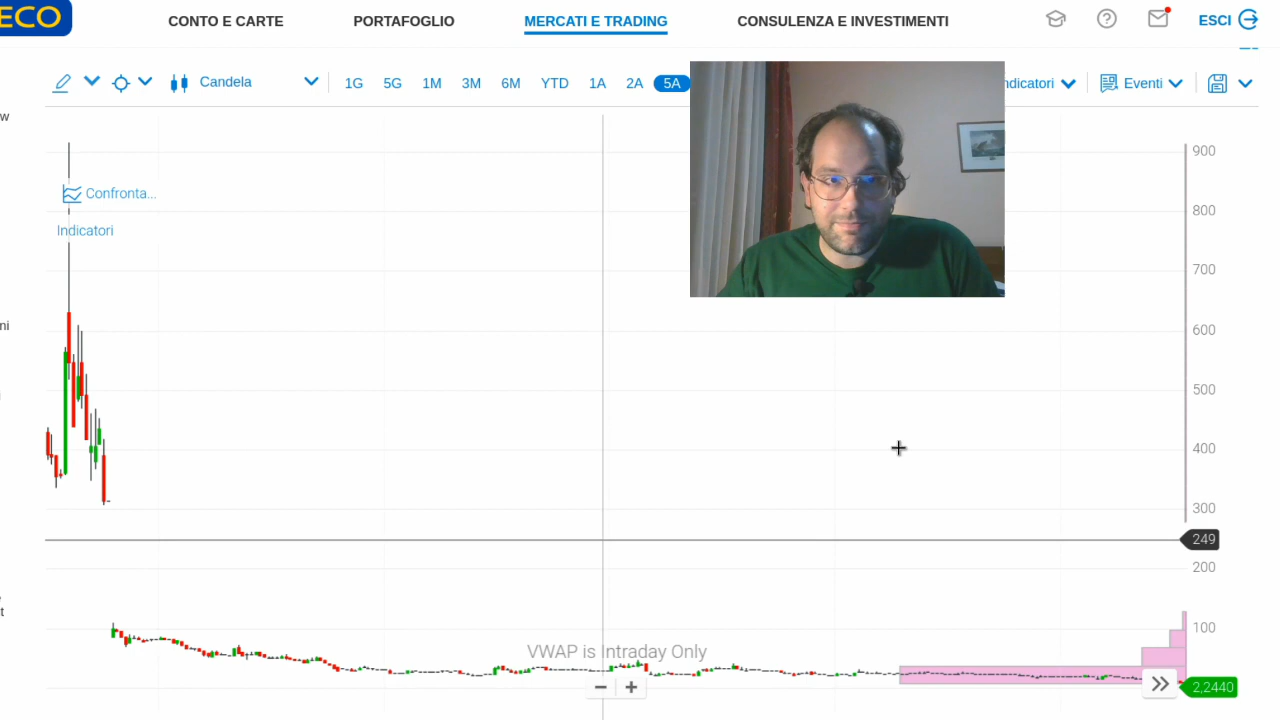 ECO
CONTO E CARTE
PORTAFOGLIO
MERCATI E TRADING
CONSULENZA E INVESTIMENTI
ESCI
Candela
1G 5G 1M 3M 6M YTD 1A 2A 5A
ndicatori
Eventi
w
Confronta...
Indicatori
ni
t
900
800
700
600
500
400
300
249
200
100
2,2440
VWAP is Intraday Only